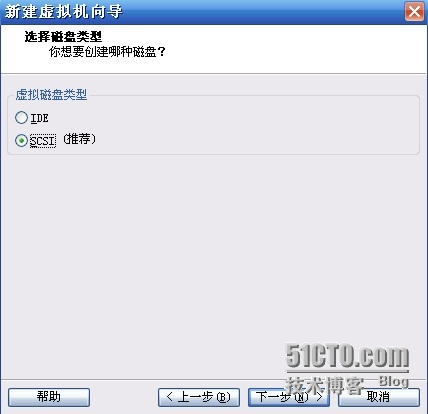 新建虚拟机向导
选择磁盘类型
你想要创建哪种磁盘?
虚拟磁盘类型
IDE
SCSI (推荐)
51CTO.com
技术博客 Blog
帮助
< 上一步(B)
下一步(N) >
取消